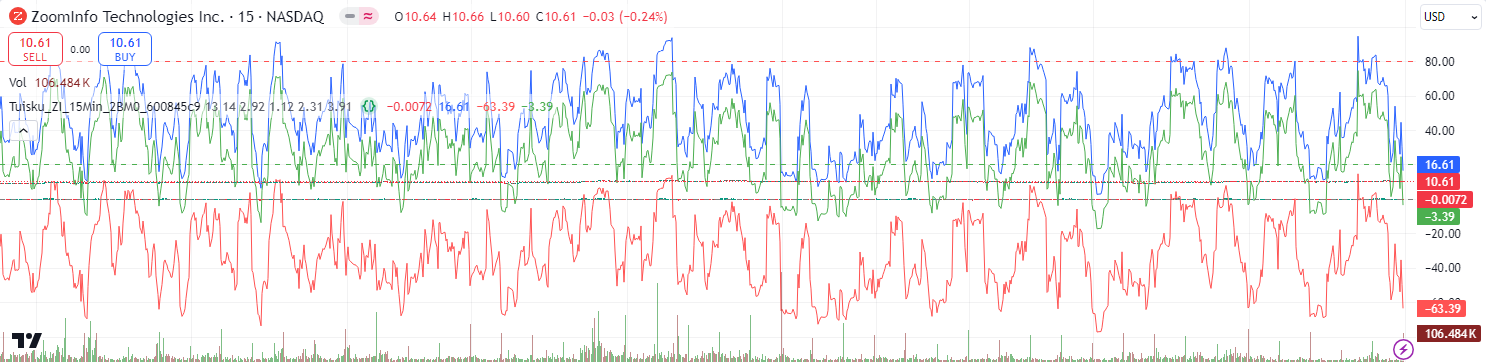 ZoomInfo Technologies Inc. · 15 · NASDAQ O10.64 H10.66 L10.60 C10.61 −0.03 (−0.24%)
USD
10.61 SELL
0.00
10.61 BUY
Vol 106.484K
Tuisku_ZI_15Min_2BM0_600845c9 13 14 2.92 1.12 2.31 3.91 −0.0072 16.61 −63.39 −3.39
80.00
60.00
40.00
16.61
10.61
−0.0072
−3.39
−20.00
−40.00
−63.39
106.484K